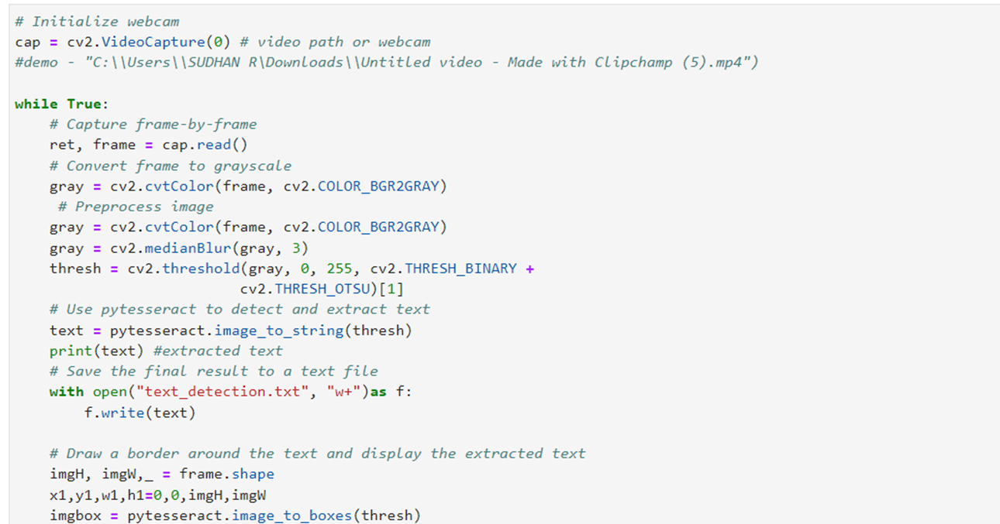 # Initialize webcam
cap = cv2.VideoCapture(0) # video path or webcam
#demo - "C:\\Users\\SUDHAN R\Downloads\\Untitled video - Made with Clipchamp (5).mp4")
while True:
    # Capture frame-by-frame
    ret, frame = cap.read()
    # Convert frame to grayscale
    gray = cv2.cvtColor(frame, cv2.COLOR_BGR2GRAY)
     # Preprocess image
    gray = cv2.cvtColor(frame, cv2.COLOR_BGR2GRAY)
    gray = cv2.medianBlur(gray, 3)
    thresh = cv2.threshold(gray, 0, 255, cv2.THRESH_BINARY +
                          cv2.THRESH_OTSU)[1]
    # Use pytesseract to detect and extract text
    text = pytesseract.image_to_string(thresh)
    print(text) #extracted text
    # Save the final result to a text file
    with open("text_detection.txt", "w+")as f:
        f.write(text)
    # Draw a border around the text and display the extracted text
    imgH, imgW,_ = frame.shape
    x1,y1,w1,h1=0,0,imgH,imgW
    imgbox = pytesseract.image_to_boxes(thresh)